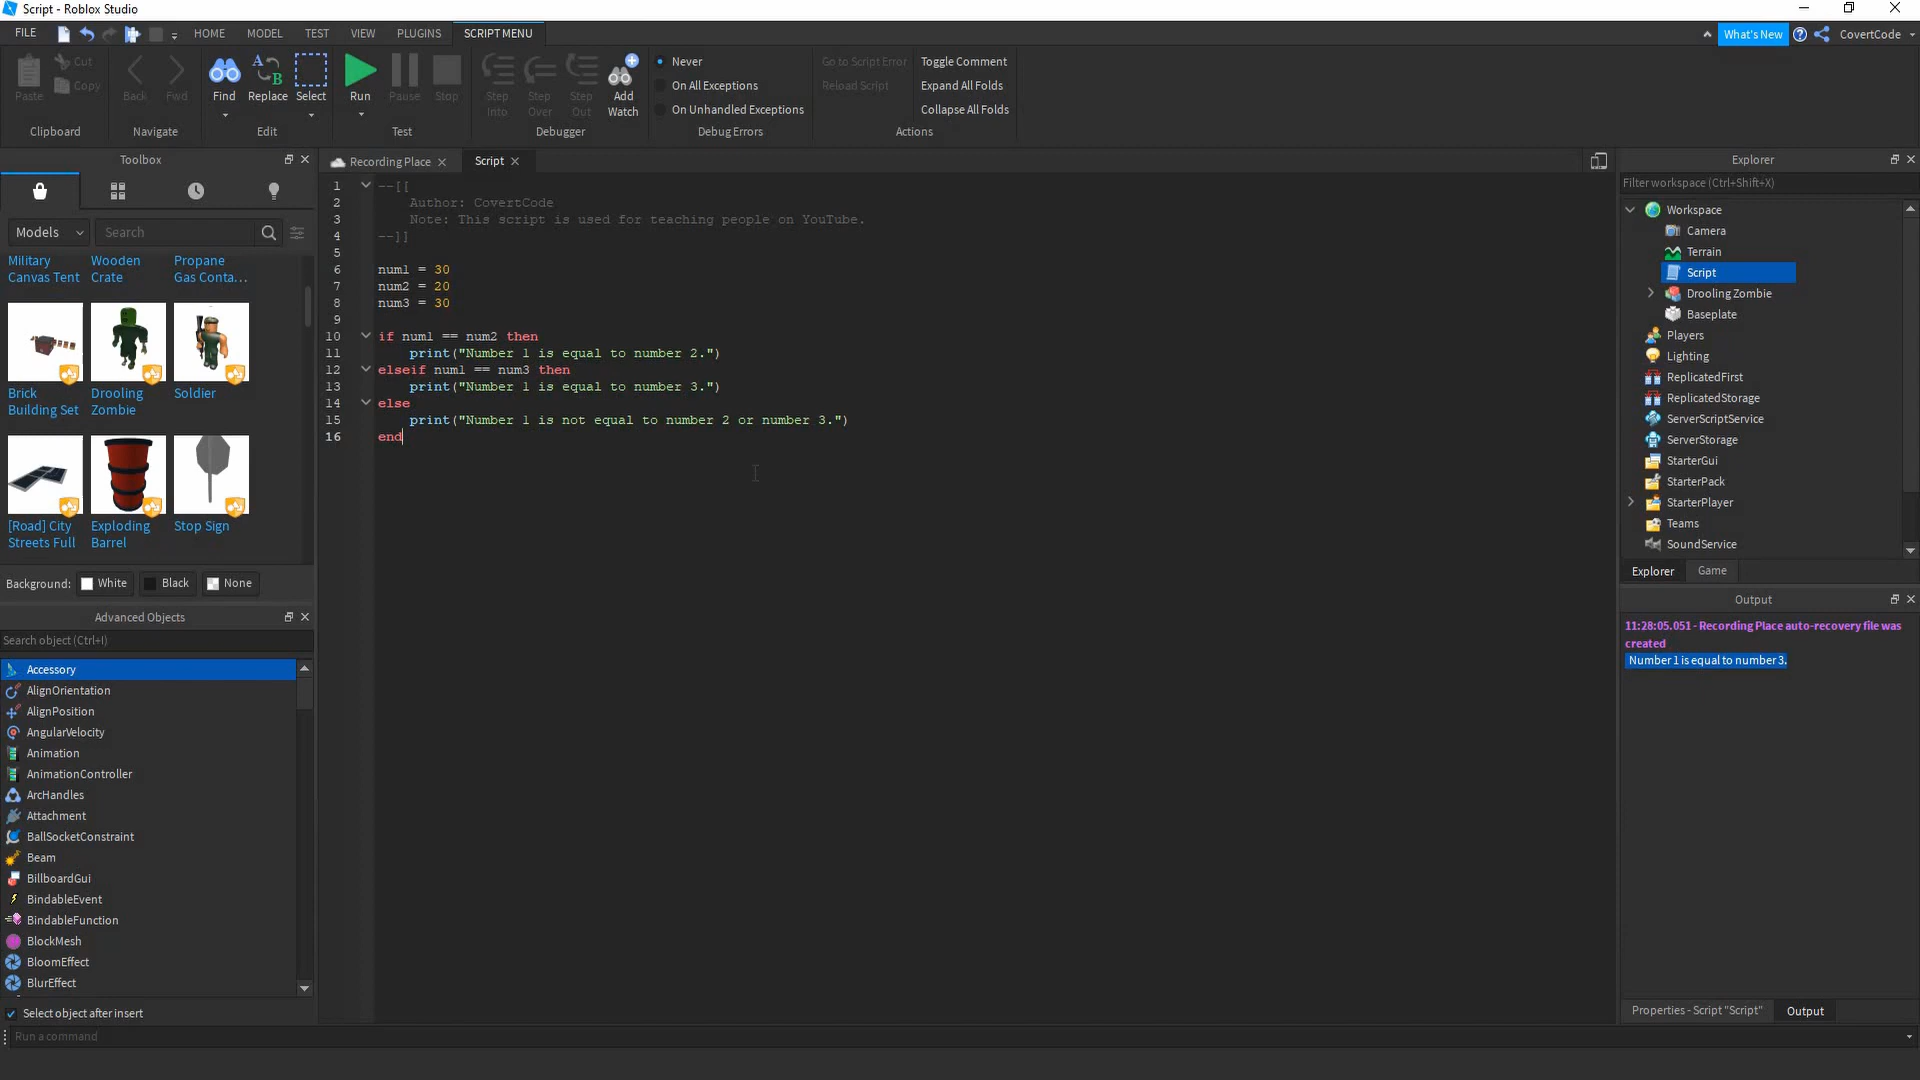 Script - Roblox Studio
FILE
HOME
MODEL
TEST
VIEW
PLUGINS
SCRIPT MENU
What's New
CovertCode
Paste
Cut
Copy
Clipboard
Back
Fwd
Navigate
Find
Replace
Select
Edit
Run
Pause
Stop
Test
Step Into
Step Over
Step Out
Add Watch
Debugger
Never
On All Exceptions
On Unhandled Exceptions
Debug Errors
Go to Script Error
Reload Script
Toggle Comment
Expand All Folds
Collapse All Folds
Actions
Toolbox
Models
Search
Military Canvas Tent
Wooden Crate
Propane Gas Conta...
Brick Building Set
Drooling Zombie
Soldier
[Road] City Streets Full
Exploding Barrel
Stop Sign
Background:
White
Black
None
Advanced Objects
Search object (Ctrl+I)
Accessory
AlignOrientation
AlignPosition
AngularVelocity
Animation
AnimationController
ArcHandles
Attachment
BallSocketConstraint
Beam
BillboardGui
BindableEvent
BindableFunction
BlockMesh
BloomEffect
BlurEffect
Select object after insert
Run a command
Recording Place
Script
1 --[[
2 Author: CovertCode
3 Note: This script is used for teaching people on YouTube.
4 --]]
5
6 num1 = 30
7 num2 = 20
8 num3 = 30
9
10 if num1 == num2 then
11 print("Number 1 is equal to number 2.")
12 elseif num1 == num3 then
13 print("Number 1 is equal to number 3.")
14 else
15 print("Number 1 is not equal to number 2 or number 3.")
16 end
Explorer
Filter workspace (Ctrl+Shift+X)
Workspace
Camera
Terrain
Script
Drooling Zombie
Baseplate
Players
Lighting
ReplicatedFirst
ReplicatedStorage
ServerScriptService
ServerStorage
StarterGui
StarterPack
StarterPlayer
Teams
SoundService
Explorer
Game
Output
11:28:05.051 - Recording Place auto-recovery file was
created
Number 1 is equal to number 3.
Properties - Script "Script"
Output